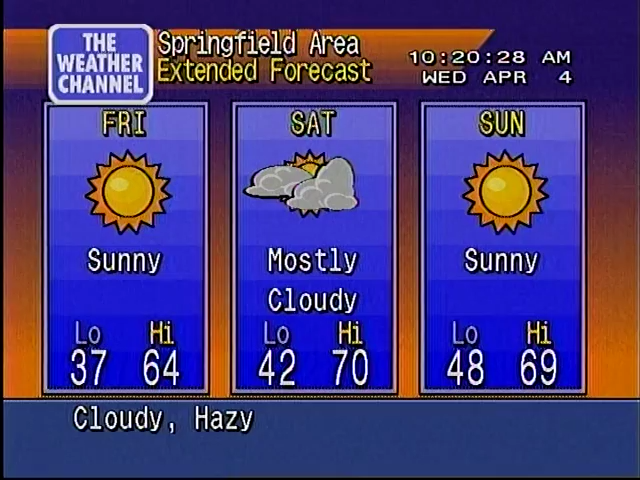 THE
WEATHER
CHANNEL
Springfield Area
Extended Forecast
10:20:28 AM
WED APR 4
FRI
Sunny
Lo Hi
37 64
SAT
Mostly
Cloudy
Lo Hi
42 70
SUN
Sunny
Lo Hi
48 69
Cloudy, Hazy